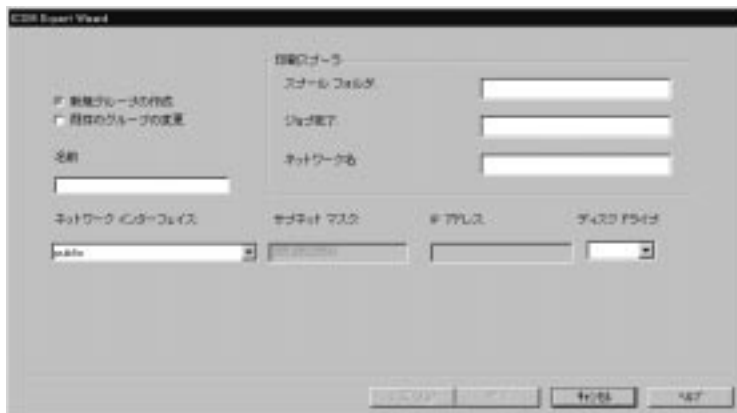 Expert Wizard
印刷スプーラ
スプール フォルダ
新規グループの作成
既存のグループの変更
ジョブ完了
名前
ネットワーク名
ネットワーク インターフェイス
サブネット マスク
IP アドレス
ディスク ドライブ
public
キャンセル
ヘルプ